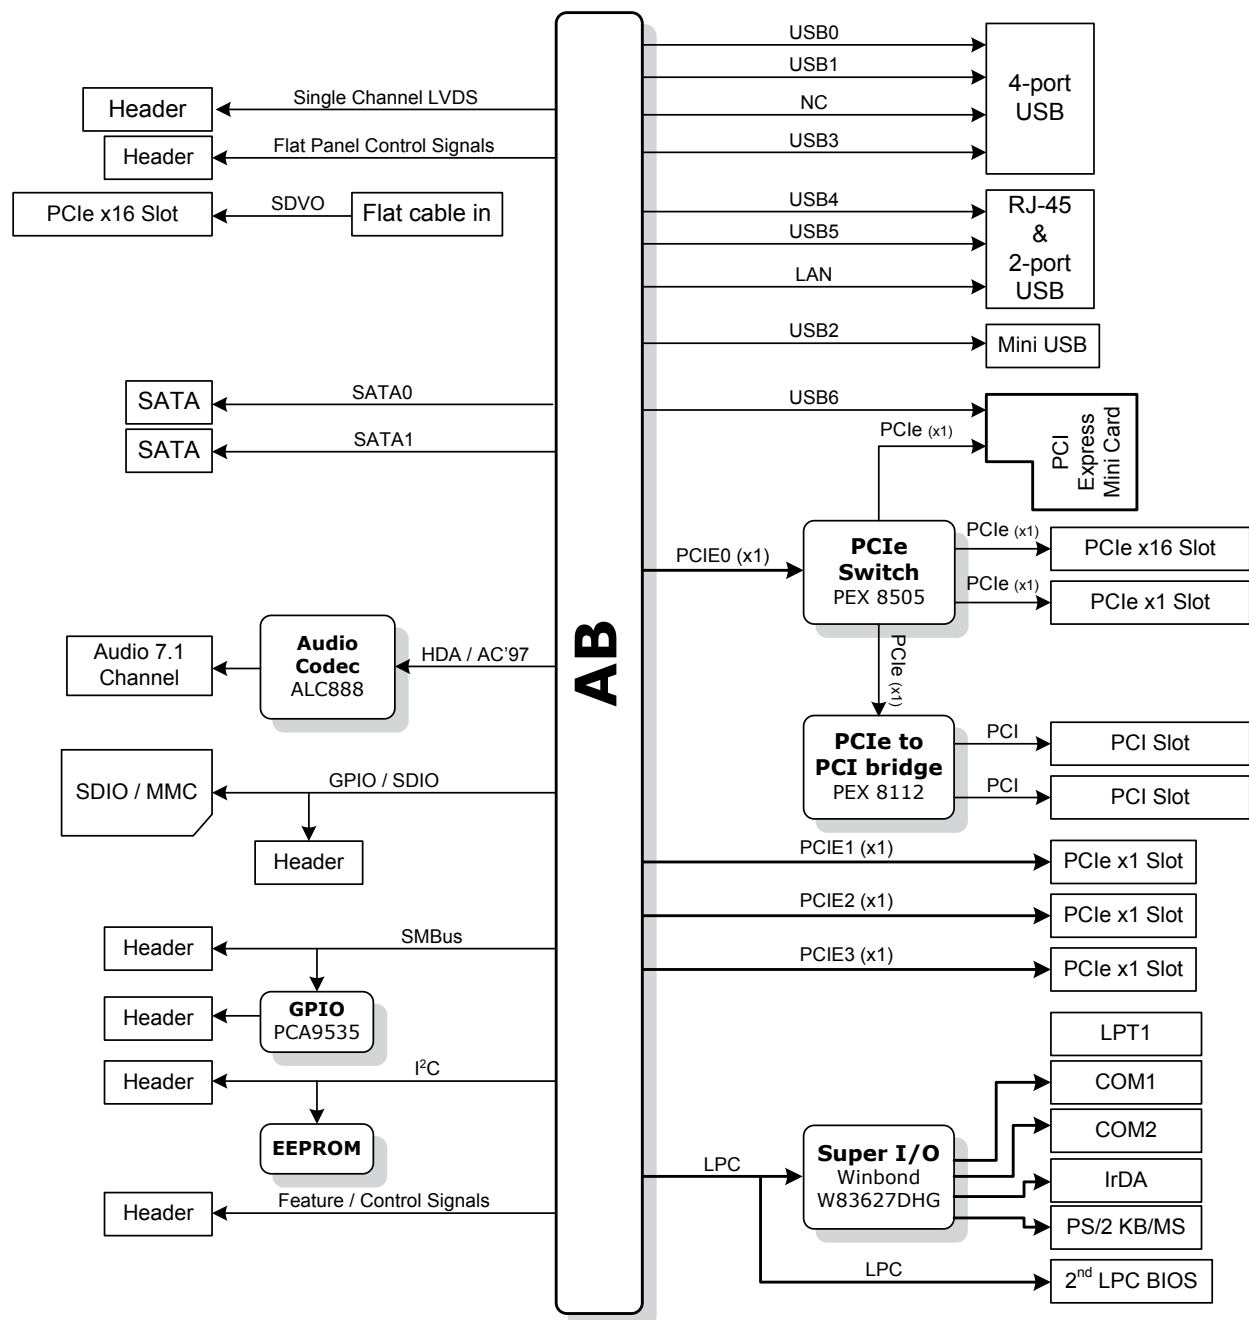 Header
Single Channel LVDS
Header
Flat Panel Control Signals
PCIe x16 Slot
SDVO
Flat cable in
SATA
SATA0
SATA
SATA1
Audio 7.1
Channel
Audio
Codec
ALC888
HDA / AC’97
SDIO / MMC
GPIO / SDIO
Header
Header
SMBus
Header
GPIO
PCA9535
Header
I²C
EEPROM
Header
Feature / Control Signals
AB
USB0
USB1
NC
USB3
4-port
USB
USB4
USB5
LAN
RJ-45
&
2-port
USB
USB2
Mini USB
USB6
PCIe (x1)
PCI
Express
Mini Card
PCIE0 (x1)
PCIe
Switch
PEX 8505
PCIe (x1)
PCIe x16 Slot
PCIe (x1)
PCIe x1 Slot
PCIe (x1)
PCIe to
PCI bridge
PEX 8112
PCI
PCI Slot
PCI
PCI Slot
PCIE1 (x1)
PCIe x1 Slot
PCIE2 (x1)
PCIe x1 Slot
PCIE3 (x1)
PCIe x1 Slot
LPC
Super I/O
Winbond
W83627DHG
LPT1
COM1
COM2
IrDA
PS/2 KB/MS
LPC
2nd LPC BIOS